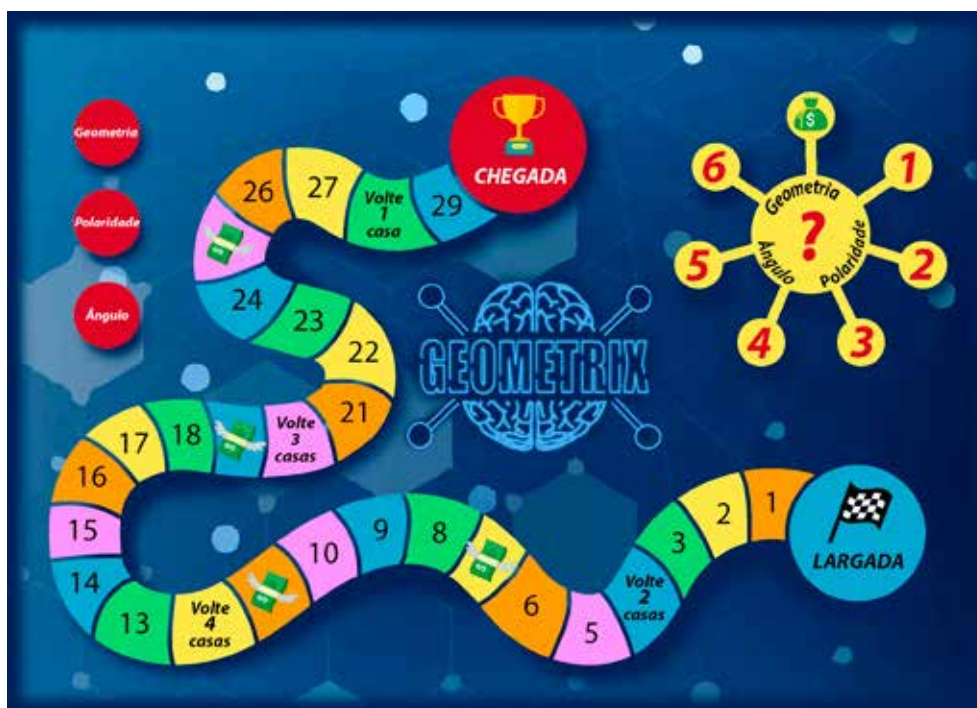 Geometria
Polaridade
Ângulo
CHEGADA
29
Volte
1
casa
27
26
24
23
22
21
Volte
3
casas
18
17
16
15
14
13
Volte
4
casas
10
9
8
6
5
Volte
2
casas
3
2
1
LARGADA
GEOMETRIX
$
1
2
3
4
5
6
Geometria
Polaridade
Ângulo
?